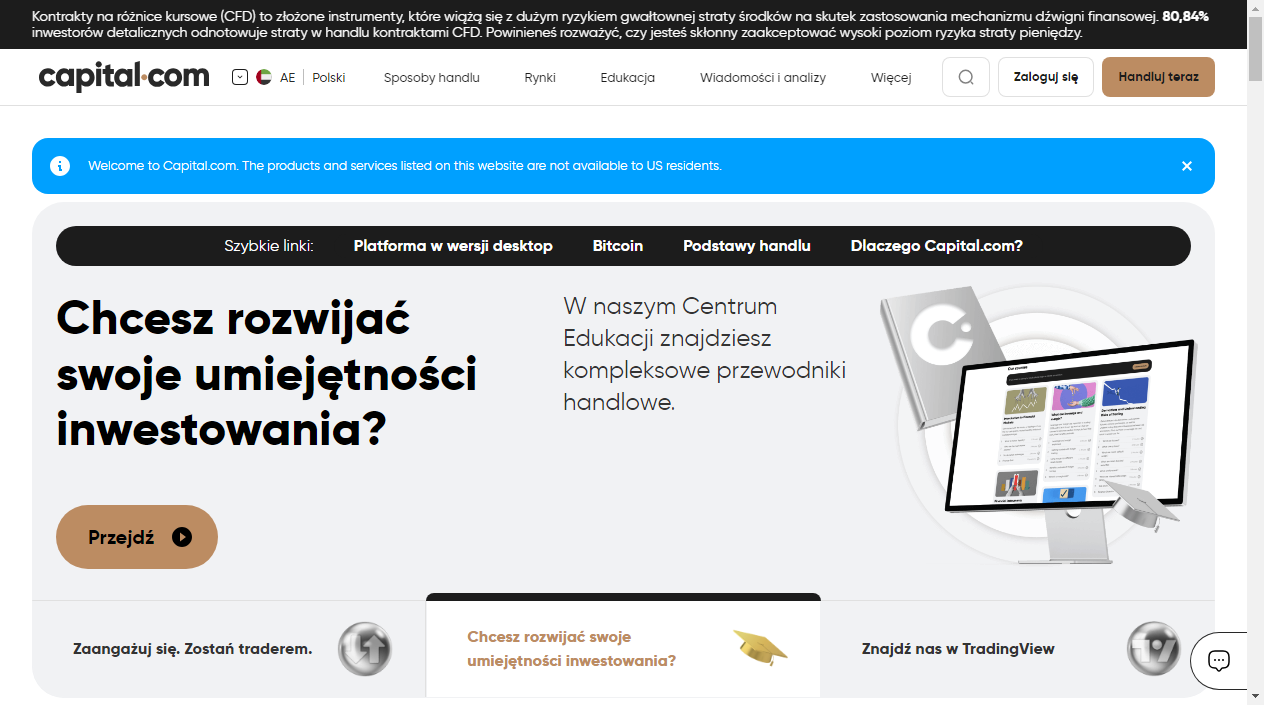 Kontrakty na różnice kursowe (CFD) to złożone instrumenty, które wiążą się z dużym ryzykiem gwałtownej straty środków na skutek zastosowania mechanizmu dźwigni finansowej. 80,84%
inwestorów detalicznych odnotowuje straty w handlu kontraktami CFD. Powinieneś rozważyć, czy jesteś skłonny zaakceptować wysoki poziom ryzyka straty pieniędzy.
capital.com
AE
Polski
Sposoby handlu
Rynki
Edukacja
Wiadomości i analizy
Więcej
Zaloguj się
Handluj teraz
Welcome to Capital.com. The products and services listed on this website are not available to US residents.
Szybkie linki:
Platforma w wersji desktop
Bitcoin
Podstawy handlu
Dlaczego Capital.com?
Chcesz rozwijać
swoje umiejętności
inwestowania?
W naszym Centrum
Edukacji znajdziesz
kompleksowe przewodniki
handlowe.
Przejdź
Our courses
Zaangażuj się. Zostań traderem.
Chcesz rozwijać swoje
umiejętności inwestowania?
Znajdź nas w TradingView